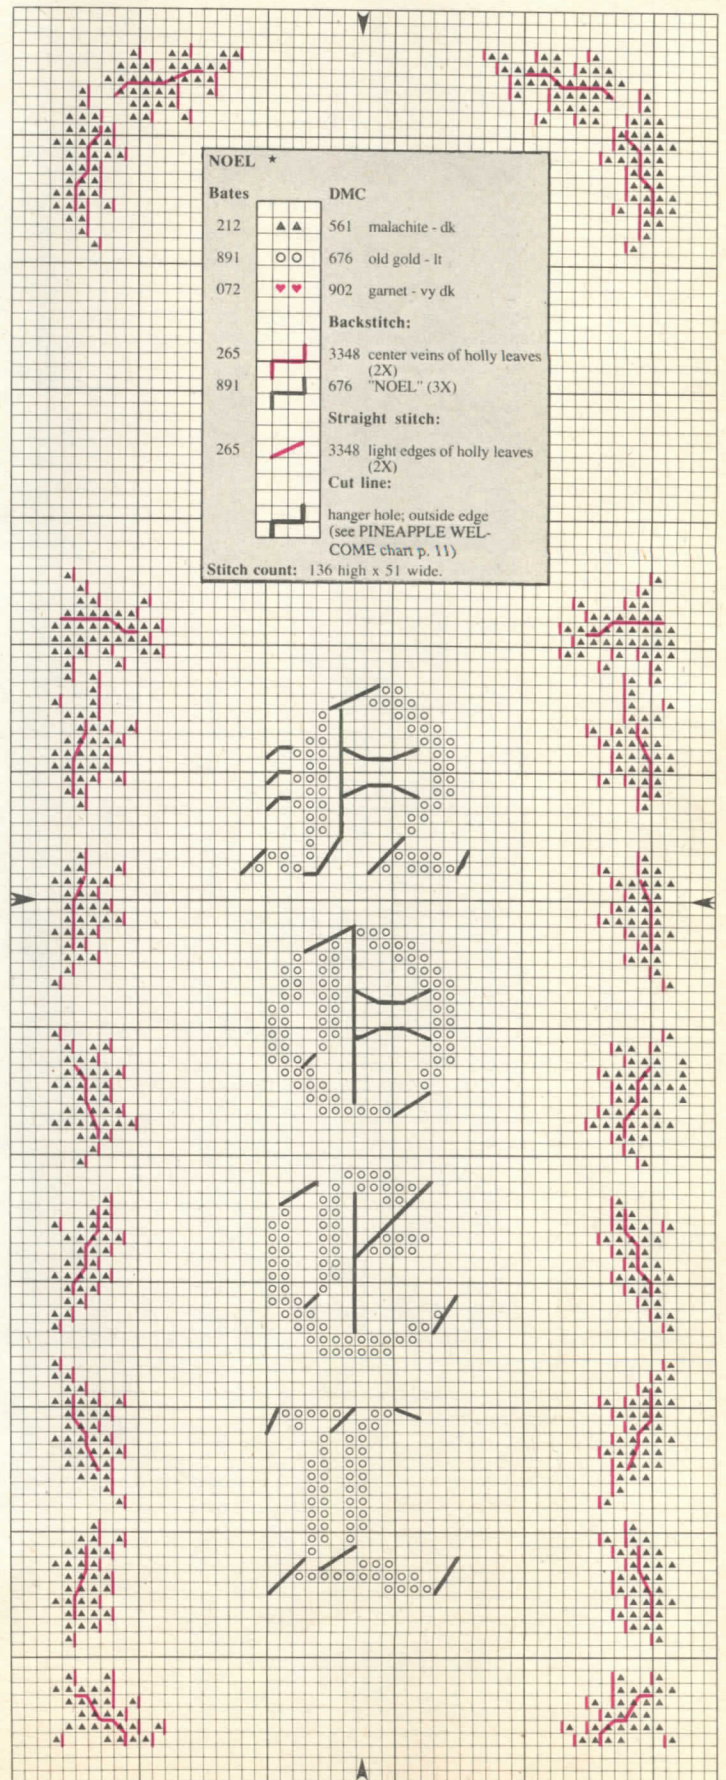 NOEL ★
Bates DMC
212 ▲▲ 561 malachite - dk
891 ○○ 676 old gold - lt
072 ♥♥ 902 garnet - vy dk
Backstitch:
265 3348 center veins of holly leaves
(2X)
891 676 "NOEL" (3X)
Straight stitch:
265 3348 light edges of holly leaves
(2X)
Cut line:
hanger hole; outside edge
(see PINEAPPLE WEL-
COME chart p. 11)
Stitch count: 136 high x 51 wide.
N
O
E
L